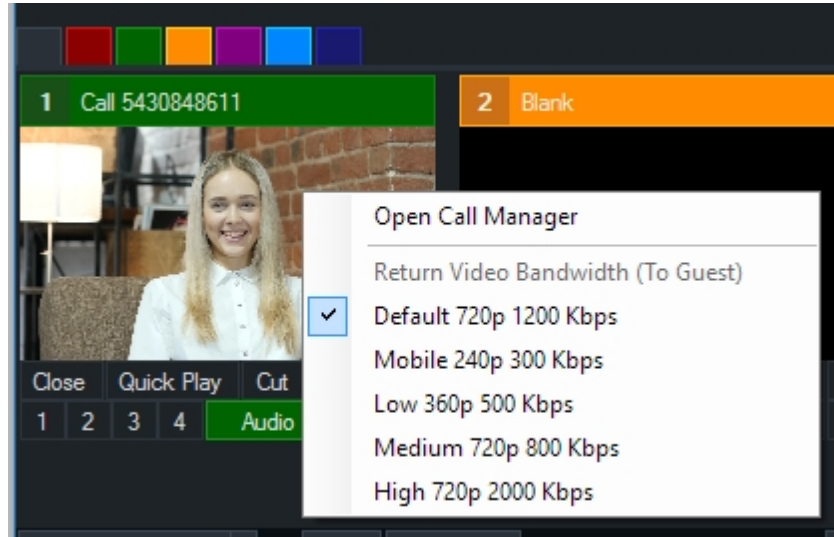 1 Call 5430848611
2 Blank
Open Call Manager
Return Video Bandwidth (To Guest)
Default 720p 1200 Kbps
Mobile 240p 300 Kbps
Low 360p 500 Kbps
Medium 720p 800 Kbps
High 720p 2000 Kbps
Close Quick Play Cut
1 2 3 4 Audio